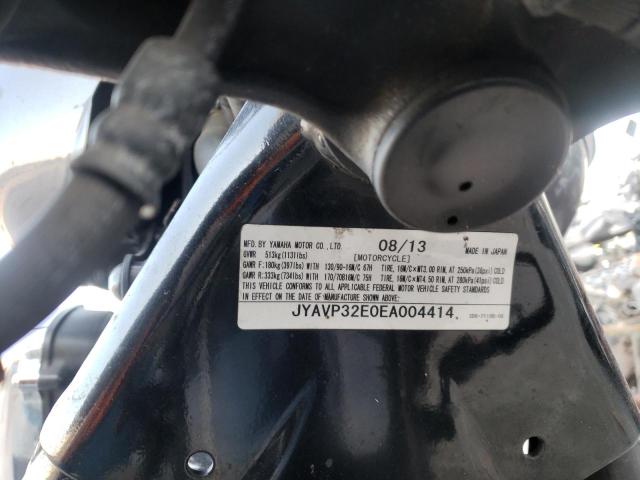 MFD. BY YAMAHA MOTOR CO., LTD. 08/13 MADE IN JAPAN
GVWR 513kg(1131lbs) [MOTORCYCLE]
GAWR F: 180kg(397lbs) WITH 130/90-16M/C 67H TIRE, 16M/C×MT3.00 RIM, AT 250kPa(36psi) COLD
GAWR R: 333kg(734lbs) WITH 170/70B16M/C 75H TIRE, 16M/C×MT4.50 RIM, AT 280kPa(41psi) COLD
THIS VEHICLE CONFORMS TO ALL APPLICABLE FEDERAL MOTOR VEHICLE SAFETY STANDARDS
IN EFFECT ON THE DATE OF MANUFACTURE SHOWN ABOVE.
JYAVP32E0EA004414